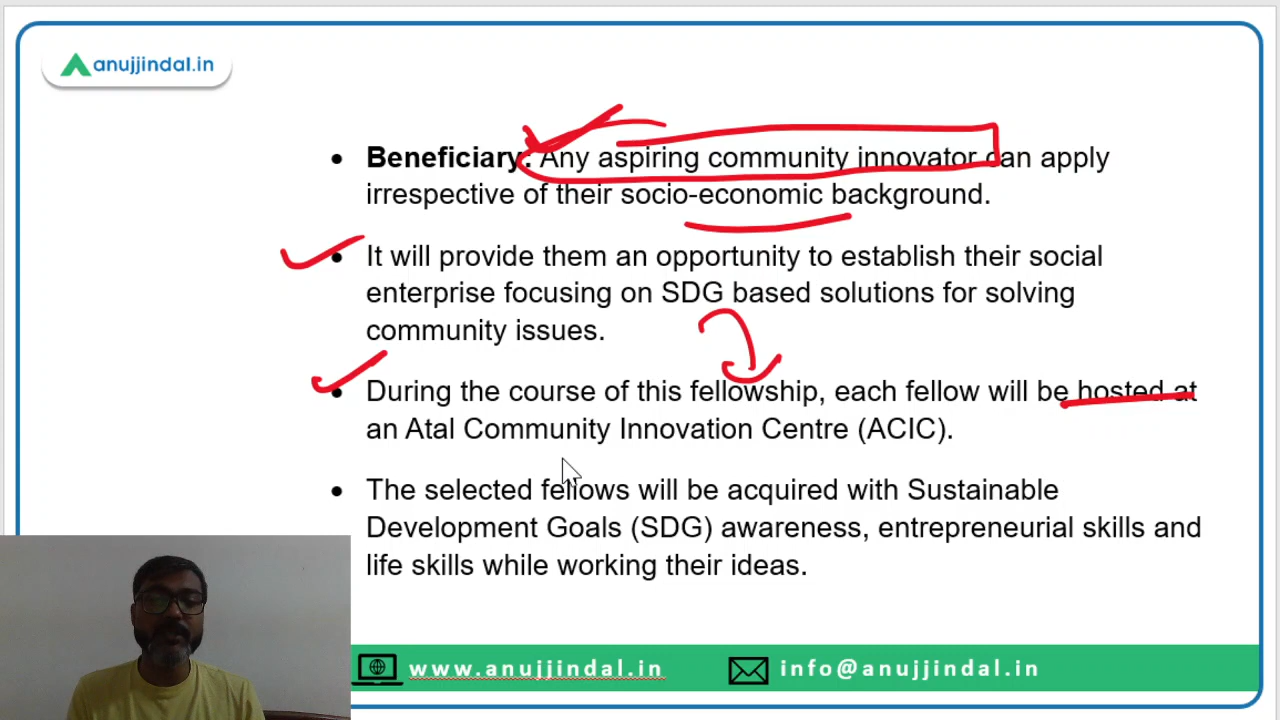 anujjindal.in
Beneficiary: Any aspiring community innovator can apply
irrespective of their socio-economic background.
It will provide them an opportunity to establish their social
enterprise focusing on SDG based solutions for solving
community issues.
During the course of this fellowship, each fellow will be hosted at
an Atal Community Innovation Centre (ACIC).
The selected fellows will be acquired with Sustainable
Development Goals (SDG) awareness, entrepreneurial skills and
life skills while working their ideas.
www.anujjindal.in info@anujjindal.in